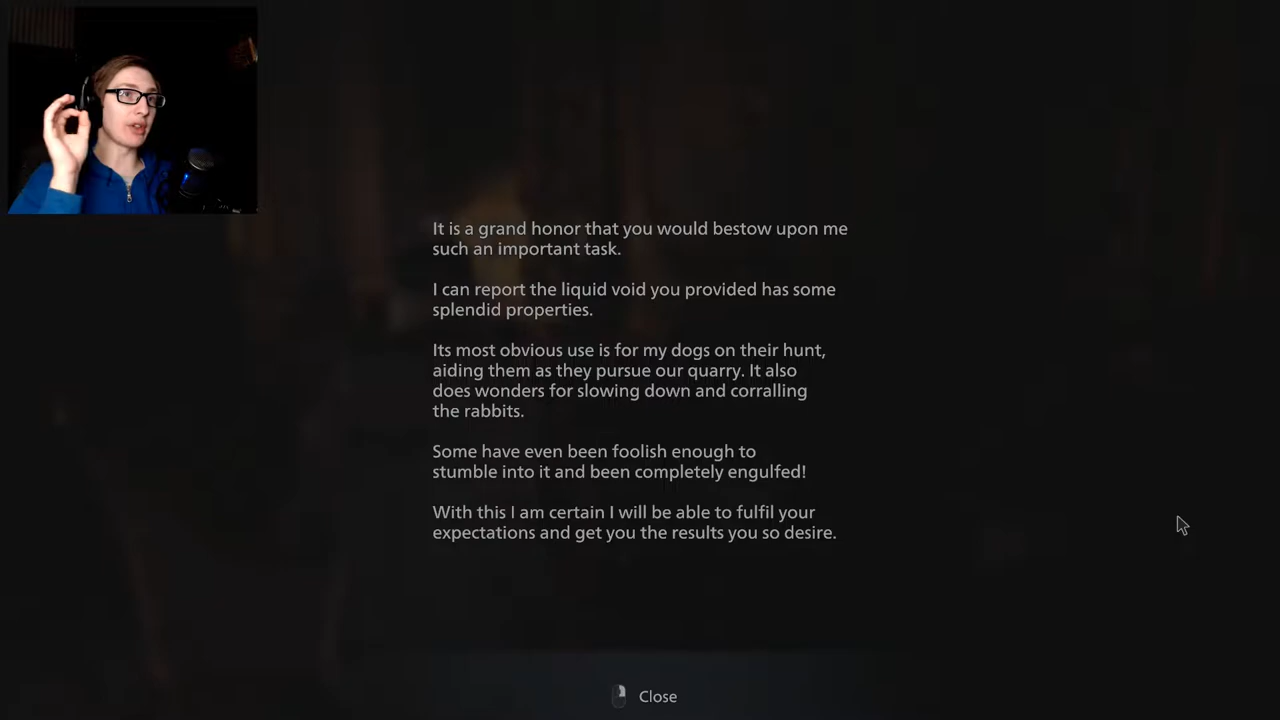 It is a grand honor that you would bestow upon me
such an important task.
I can report the liquid void you provided has some
splendid properties.
Its most obvious use is for my dogs on their hunt,
aiding them as they pursue our quarry. It also
does wonders for slowing down and corralling
the rabbits.
Some have even been foolish enough to
stumble into it and been completely engulfed!
With this I am certain I will be able to fulfil your
expectations and get you the results you so desire.
Close